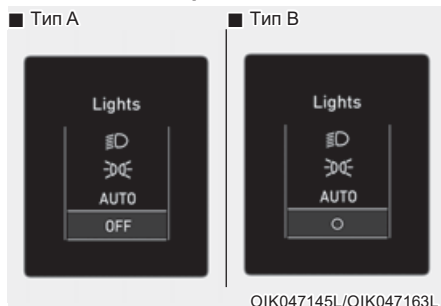 ■ Тип A
■ Тип B
Lights
AUTO
OFF
Lights
AUTO
O
OIK047145L/OIK047163L